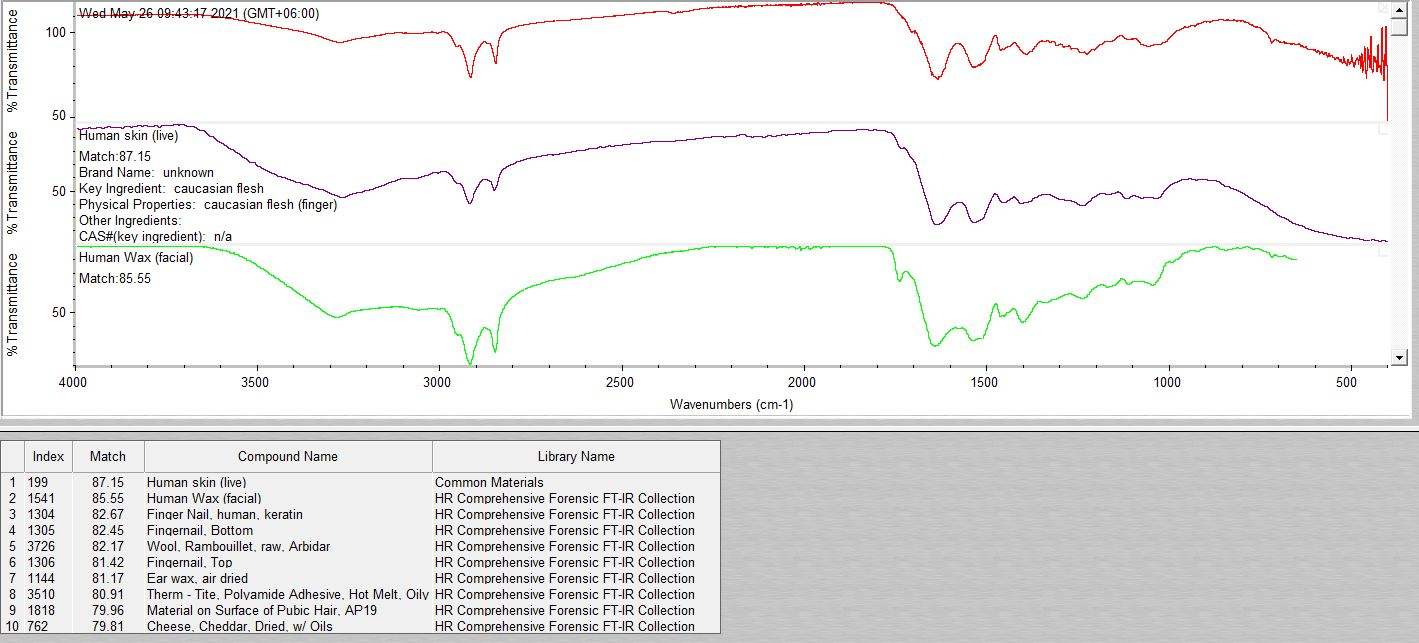 Wed May 26 09:43:17 2021 (GMT+06:00)
% Transmittance
100
50
Human skin (live)
Match:87.15
Brand Name: unknown
Key Ingredient: caucasian flesh
Physical Properties: caucasian flesh (finger)
Other Ingredients:
CAS#(key ingredient): n/a
% Transmittance
50
Human Wax (facial)
Match:85.55
% Transmittance
50
4000 3500 3000 2500 2000 1500 1000 500
Wavenumbers (cm-1)
Index Match Compound Name Library Name
1 199 87.15 Human skin (live) Common Materials
2 1541 85.55 Human Wax (facial) HR Comprehensive Forensic FT-IR Collection
3 1304 82.67 Finger Nail, human, keratin HR Comprehensive Forensic FT-IR Collection
4 1305 82.45 Fingernail, Bottom HR Comprehensive Forensic FT-IR Collection
5 3726 82.17 Wool, Rambouillet, raw, Arbidar HR Comprehensive Forensic FT-IR Collection
6 1306 81.42 Fingernail, Top HR Comprehensive Forensic FT-IR Collection
7 1144 81.17 Ear wax, air dried HR Comprehensive Forensic FT-IR Collection
8 3510 80.91 Therm - Tite, Polyamide Adhesive, Hot Melt, Oily HR Comprehensive Forensic FT-IR Collection
9 1818 79.96 Material on Surface of Pubic Hair, AP19 HR Comprehensive Forensic FT-IR Collection
10 762 79.81 Cheese, Cheddar, Dried, w/ Oils HR Comprehensive Forensic FT-IR Collection